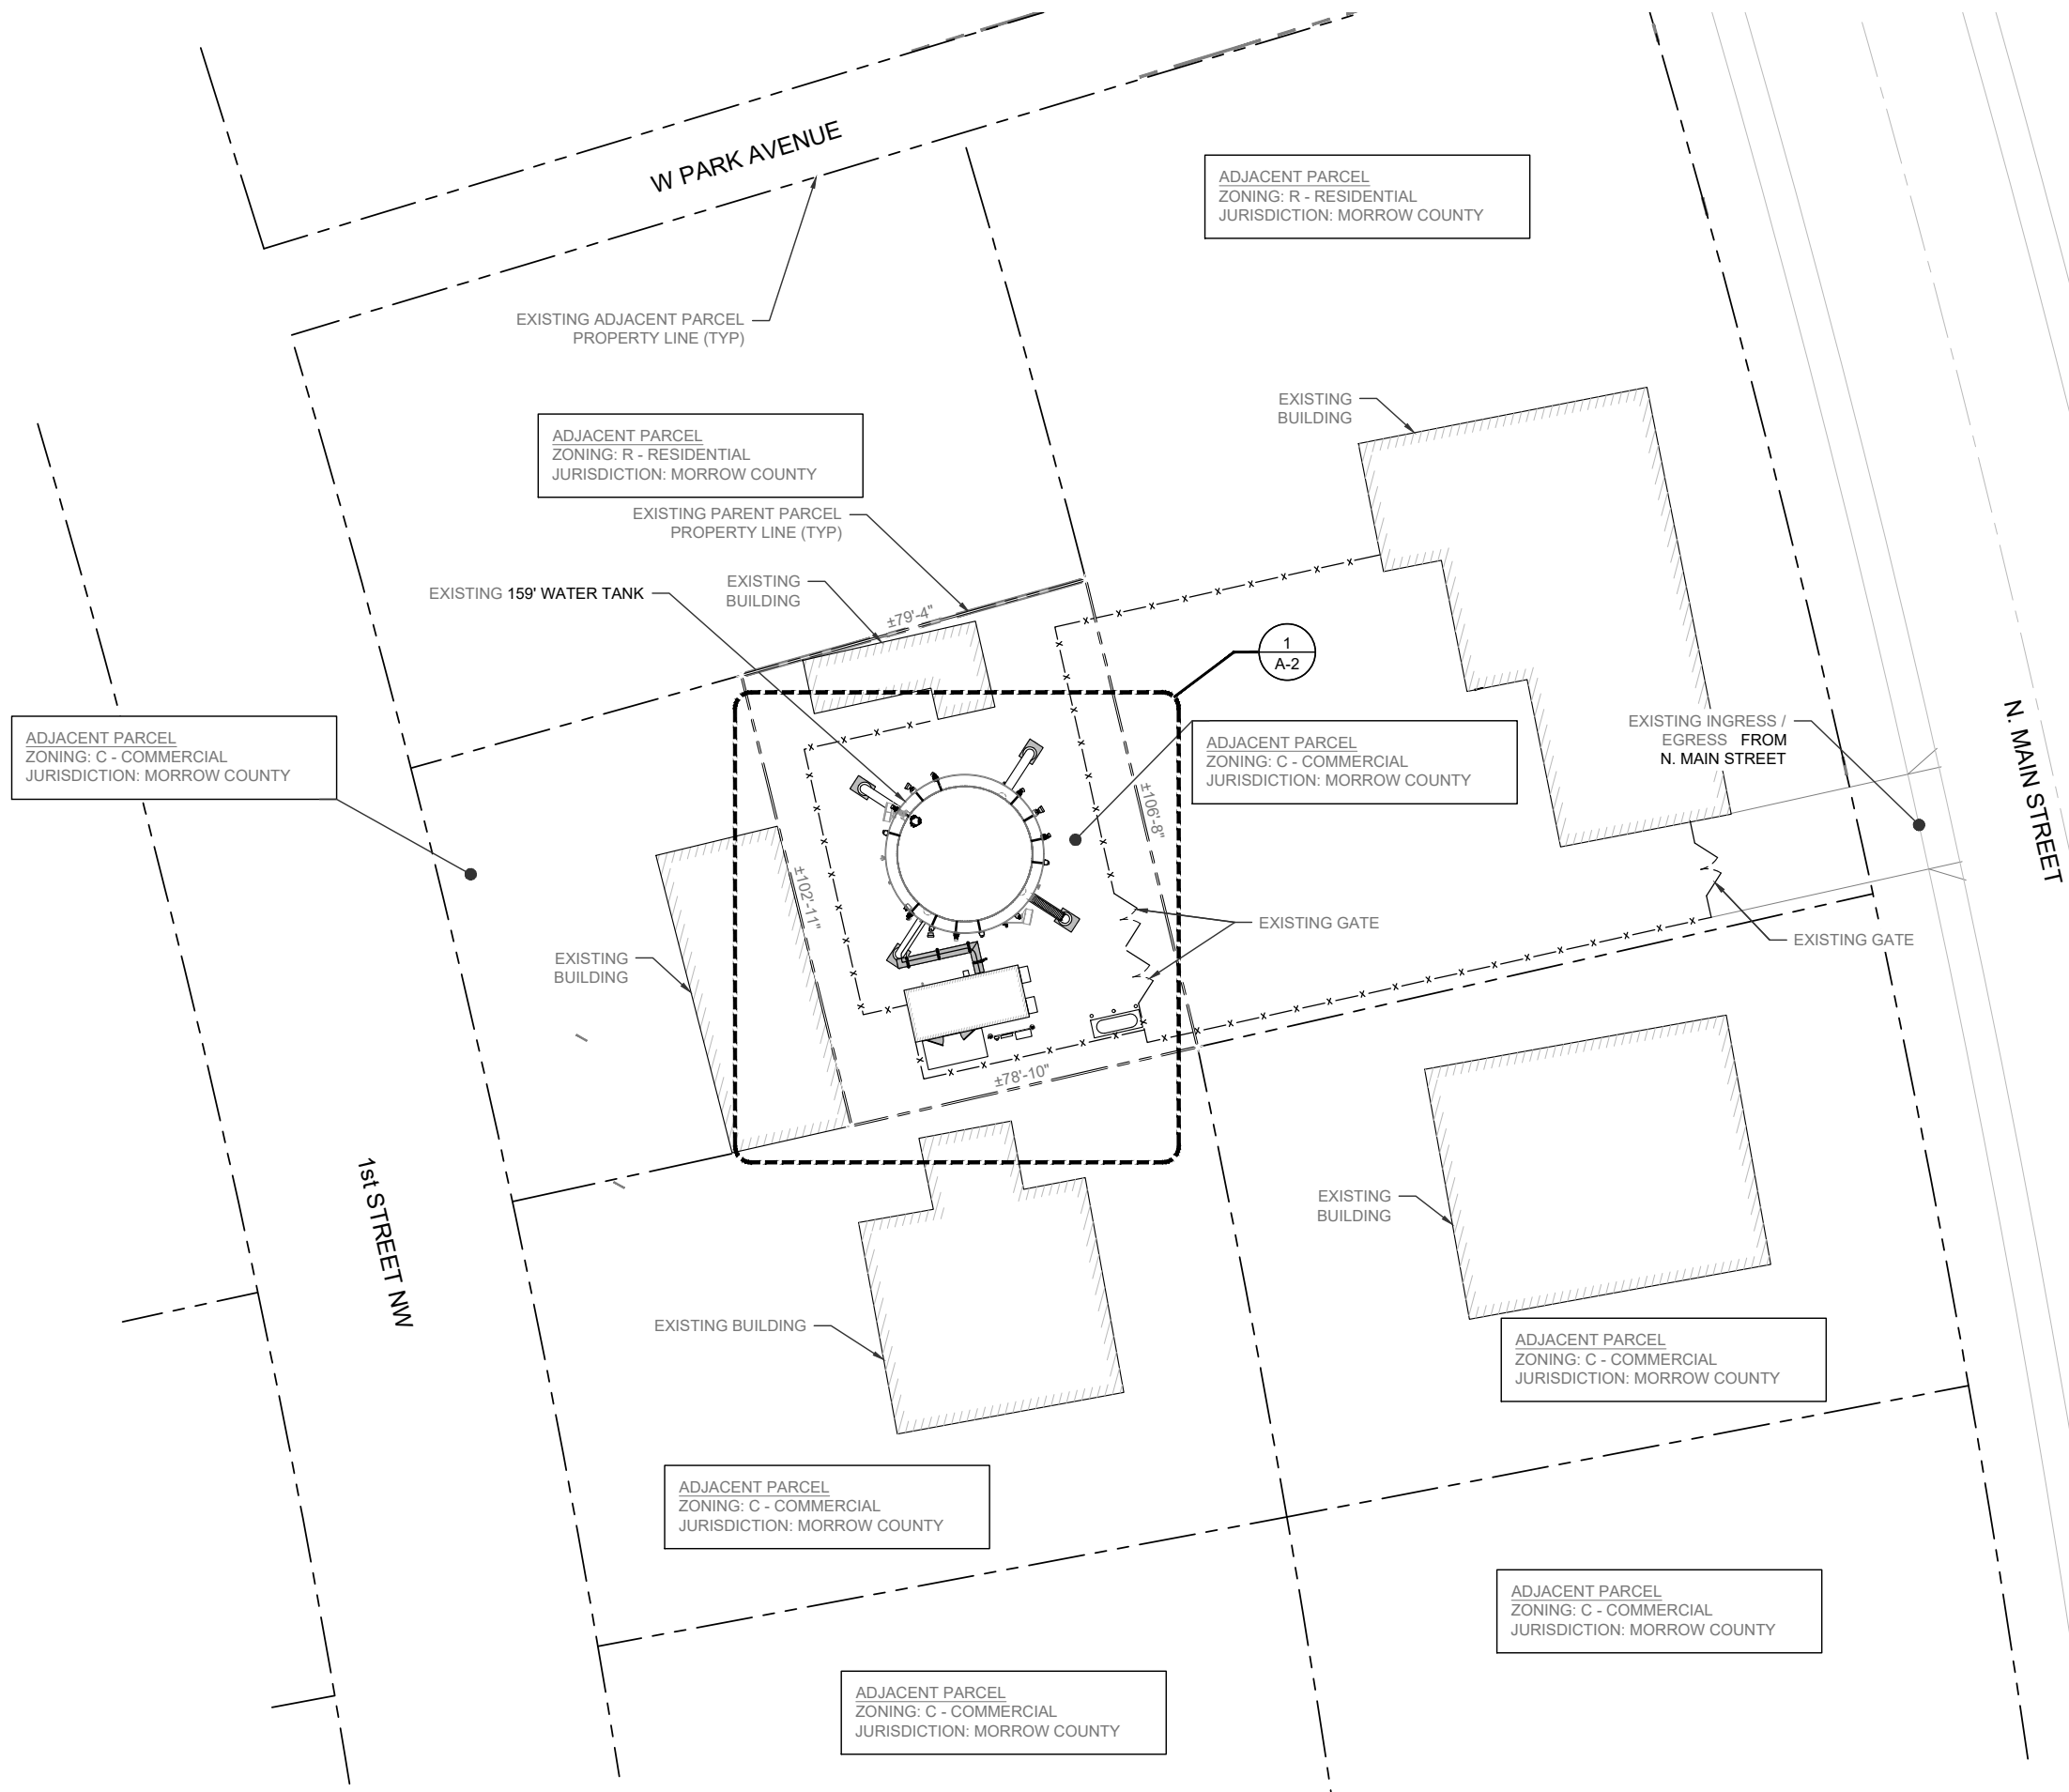 W PARK AVENUE
ADJACENT PARCEL
ZONING: R - RESIDENTIAL
JURISDICTION: MORROW COUNTY
EXISTING ADJACENT PARCEL
PROPERTY LINE (TYP)
EXISTING
BUILDING
ADJACENT PARCEL
ZONING: R - RESIDENTIAL
JURISDICTION: MORROW COUNTY
EXISTING PARENT PARCEL
PROPERTY LINE (TYP)
EXISTING 159' WATER TANK
EXISTING
BUILDING
±79'-4"
1
A-2
ADJACENT PARCEL
ZONING: C - COMMERCIAL
JURISDICTION: MORROW COUNTY
ADJACENT PARCEL
ZONING: C - COMMERCIAL
JURISDICTION: MORROW COUNTY
EXISTING INGRESS /
EGRESS FROM
N. MAIN STREET
N. MAIN STREET
±106'-8"
±102'-11"
EXISTING GATE
EXISTING GATE
EXISTING
BUILDING
±78'-10"
1st STREET NW
EXISTING
BUILDING
EXISTING BUILDING
ADJACENT PARCEL
ZONING: C - COMMERCIAL
JURISDICTION: MORROW COUNTY
ADJACENT PARCEL
ZONING: C - COMMERCIAL
JURISDICTION: MORROW COUNTY
ADJACENT PARCEL
ZONING: C - COMMERCIAL
JURISDICTION: MORROW COUNTY
ADJACENT PARCEL
ZONING: C - COMMERCIAL
JURISDICTION: MORROW COUNTY